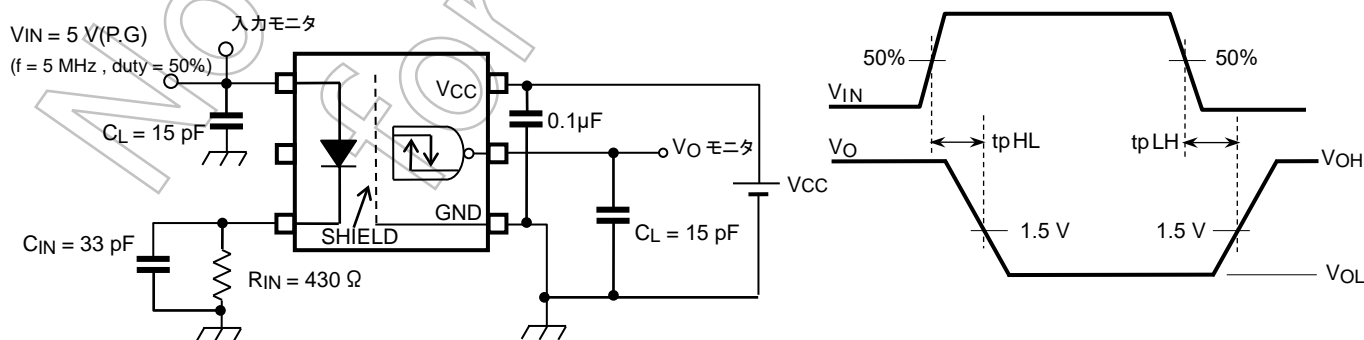 入力モニタ
VIN = 5 V(P.G)
(f = 5 MHz , duty = 50%)
CL = 15 pF
VCC
0.1μF
VO モニタ
VCC
GND
SHIELD
CL = 15 pF
CIN = 33 pF
RIN = 430 Ω
50%
50%
VIN
tpHL
tpLH
VO
VOH
1.5 V
1.5 V
VOL